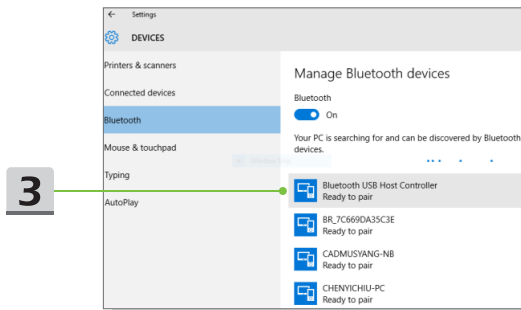 ← Settings
DEVICES
Printers & scanners
Connected devices
Bluetooth
Mouse & touchpad
Typing
AutoPlay
Manage Bluetooth devices
Bluetooth
On
Your PC is searching for and can be discovered by Bluetooth
devices.
3
Bluetooth USB Host Controller
Ready to pair
BR_7C669DA35C3E
Ready to pair
CADMUSYANG-NB
Ready to pair
CHENYICHIU-PC
Ready to pair